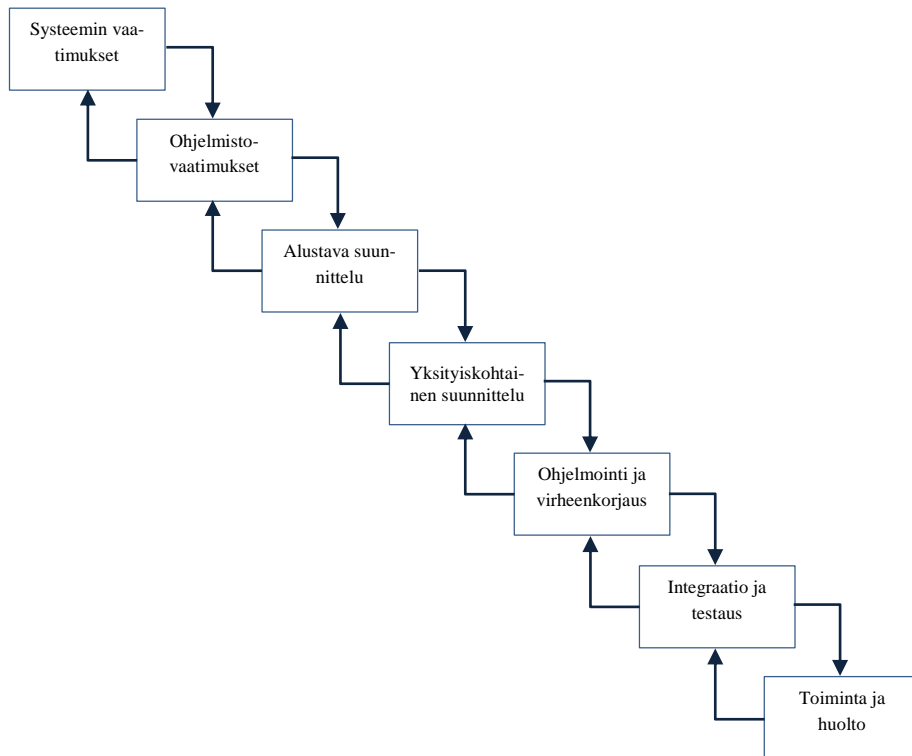 Systeemin vaa-
timukset
Ohjelmisto-
vaatimukset
Alustava suun-
nittelu
Yksityiskohtai-
nen suunnittelu
Ohjelmointi ja
virheenkorjaus
Integraatio ja
testaus
Toiminta ja
huolto